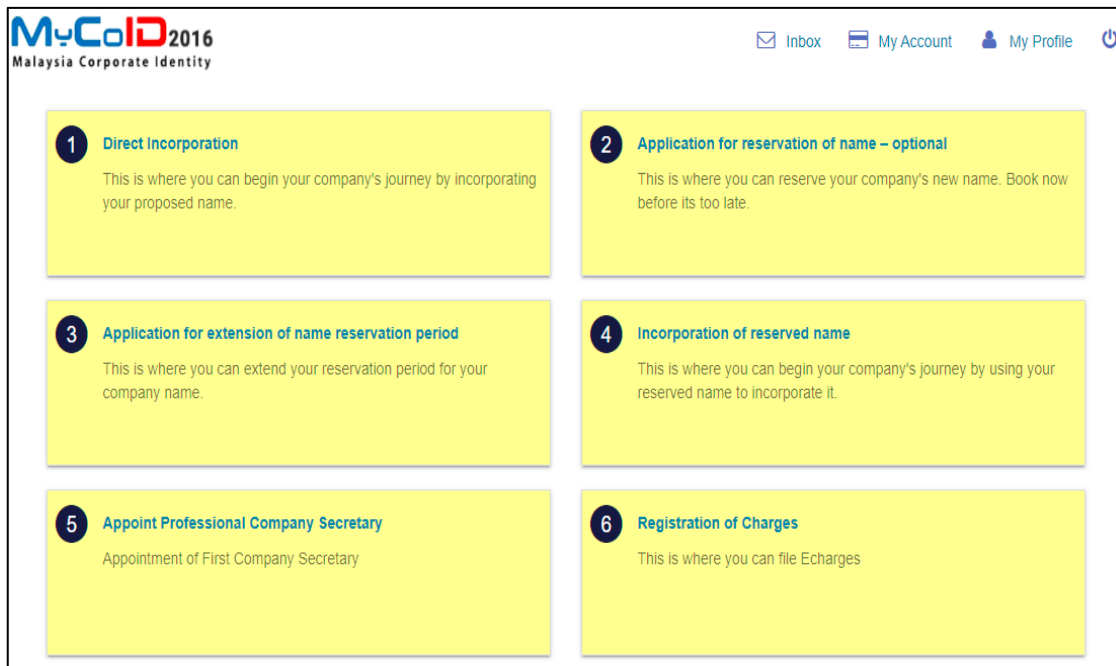 MyCoID2016
Malaysia Corporate Identity
Inbox
My Account
My Profile
1
Direct Incorporation
This is where you can begin your company's journey by incorporating
your proposed name.
2
Application for reservation of name – optional
This is where you can reserve your company's new name. Book now
before its too late.
3
Application for extension of name reservation period
This is where you can extend your reservation period for your
company name.
4
Incorporation of reserved name
This is where you can begin your company's journey by using your
reserved name to incorporate it.
5
Appoint Professional Company Secretary
Appointment of First Company Secretary
6
Registration of Charges
This is where you can file Echarges